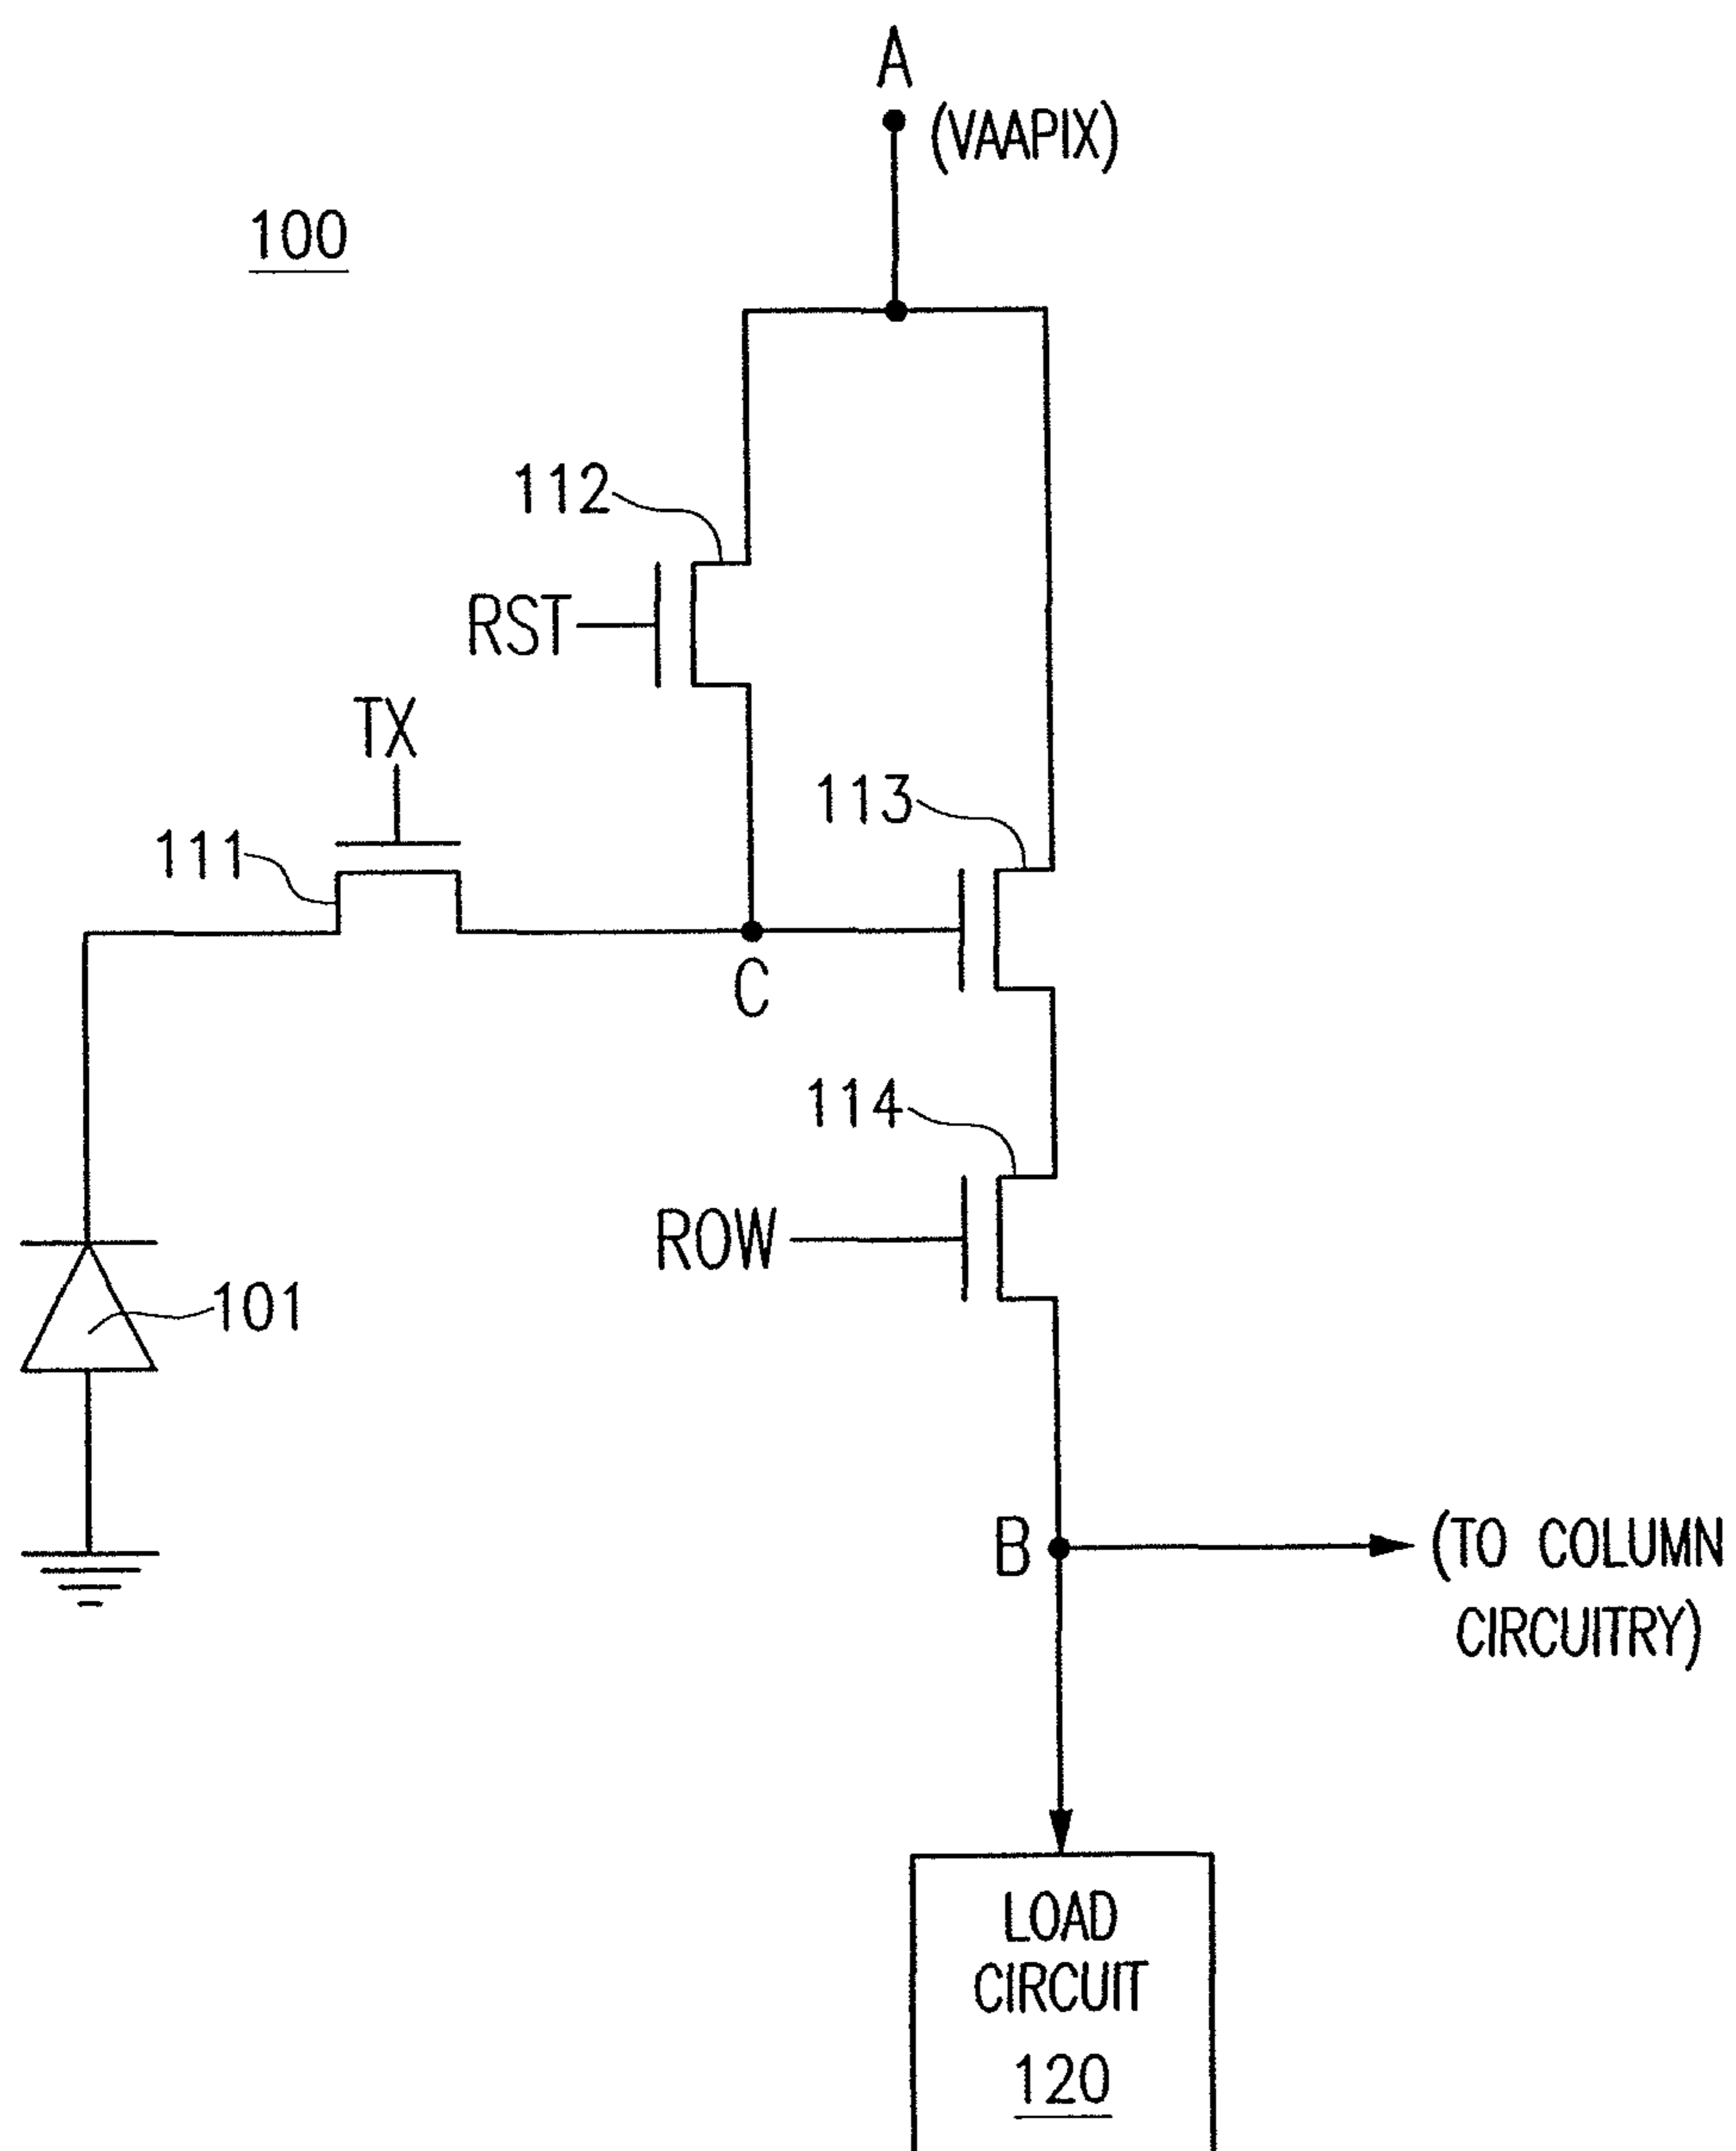 A
(VAAPIX)
100
112
RST
TX
113
111
C
114
ROW
101
B
(TO COLUMN
CIRCUITRY)
LOAD
CIRCUIT
120